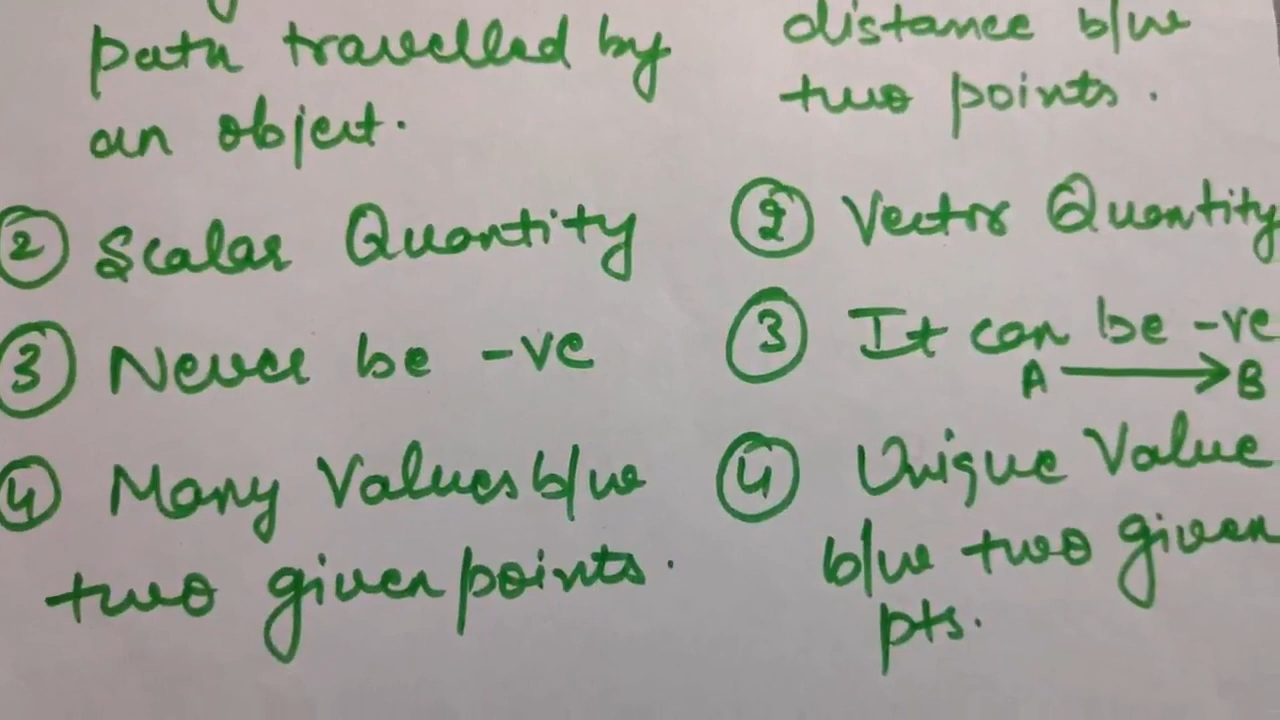 path travelled by
an object.
② Scalar Quantity
③ Never be -ve
④ Many Values b/w
two given points.
distance b/w
two points.
② Vector Quantity
③ It can be -ve
A → B
④ Unique Value
b/w two given
pts.